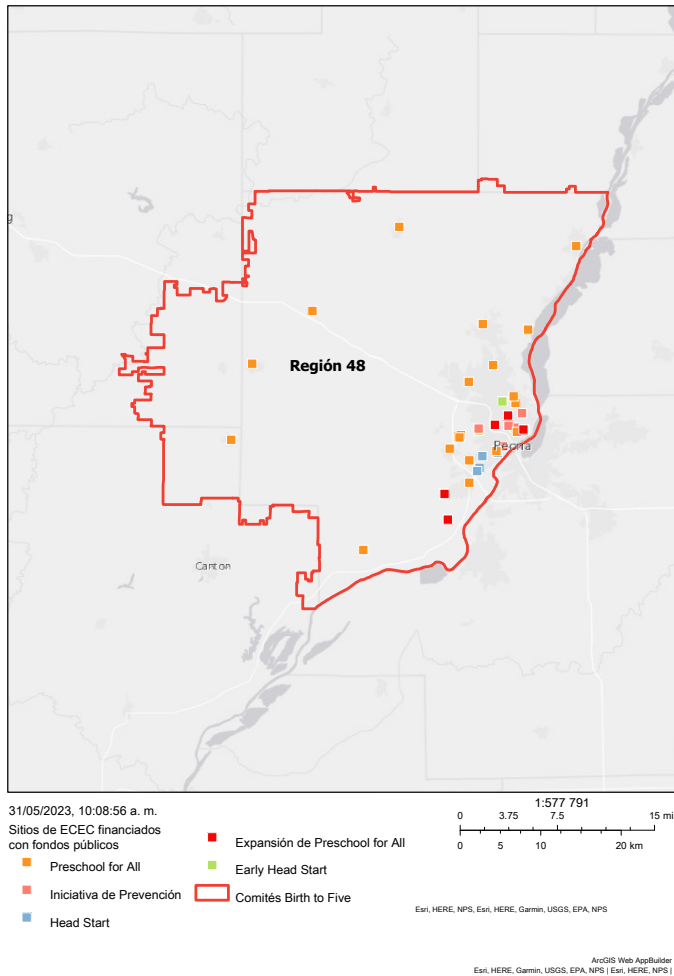 g
Región 48
Peoria
Canton
31/05/2023, 10:08:56 a. m.
Sitios de ECEC financiados
con fondos públicos
Preschool for All
Iniciativa de Prevención
Head Start
Expansión de Preschool for All
Early Head Start
Comités Birth to Five
1:577 791
0 3.75 7.5 15 mi
0 5 10 20 km
Esri, HERE, NPS, Esri, HERE, Garmin, USGS, EPA, NPS
ArcGIS Web AppBuilder
Esri, HERE, Garmin, USGS, EPA, NPS | Esri, HERE, NPS |